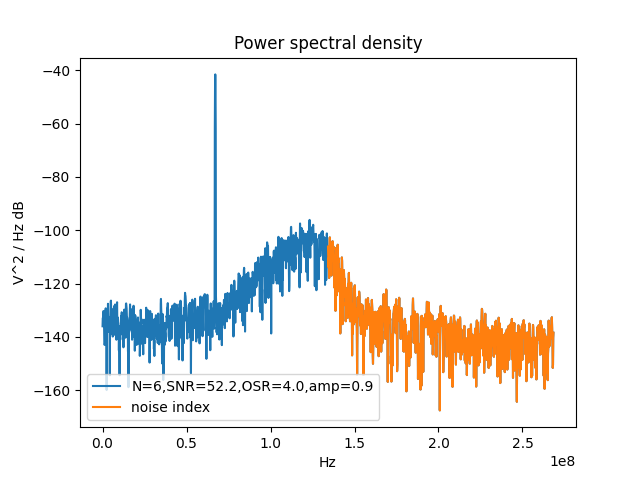 Power spectral density
V^2 / Hz dB
−40
−60
−80
−100
−120
−140
−160
N=6,SNR=52.2,OSR=4.0,amp=0.9
noise index
0.0 0.5 1.0 1.5 2.0 2.5
1e8
Hz